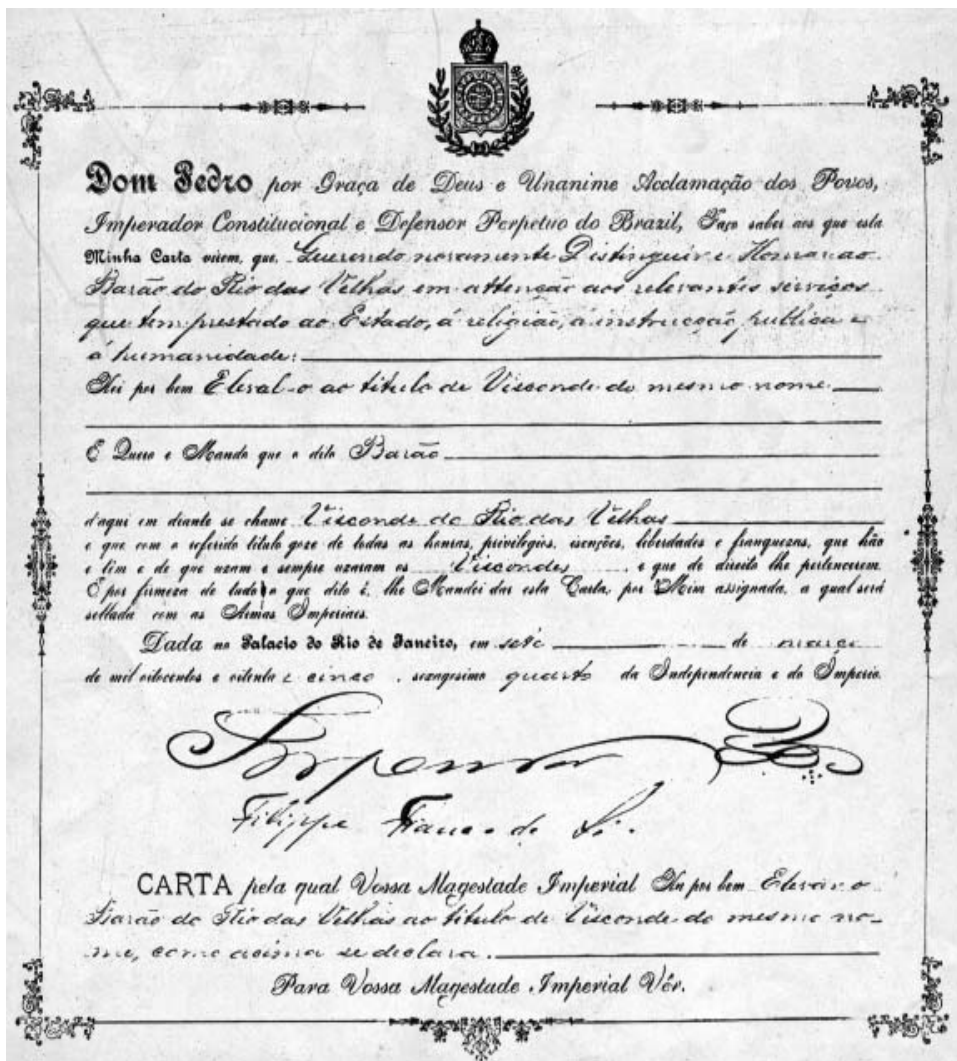 Dom Pedro por Graça de Deus e Unanime Acclamação dos Povos,
Imperador Constitucional e Defensor Perpetuo do Brazil, Faço saber aos que esta
Minha Carta virem, que, Querendo novamente Distinguir e Honrar ao
Barão do Rio das Velhas em attenção aos relevantes serviços
que tem prestado ao Estado, á religião, á instrucção publica e
á humanidade:
Hei por bem Eleval-o ao titulo de Visconde do mesmo nome
E Quero e Mando que o dito Barão
d'aqui em deante se chame Visconde do Rio das Velhas
e que com o referido titulo goze de todas as honras, privilegios, isenções, liberdades e franquezas, que hão
e têm e de que uzam e sempre uzaram os Viscondes e que de direito lhe pertencerem.
E por firmeza de tudo o que dito é, lhe Mandei dar esta Carta, por Mim assignada, a qual será
sellada com as Armas Imperiaes.
Dada no Palacio do Rio de Janeiro, em sete de março
de mil oitocentos e oitenta e cinco, sexagesimo quarto da Independencia e do Imperio.
Imperador
Filippe Franco de Sá.
CARTA pela qual Vossa Magestade Imperial Ha por bem Elevar o
Barão do Rio das Velhas ao titulo de Visconde do mesmo no-
me, como acima se declara.
Para Vossa Magestade Imperial Vêr.